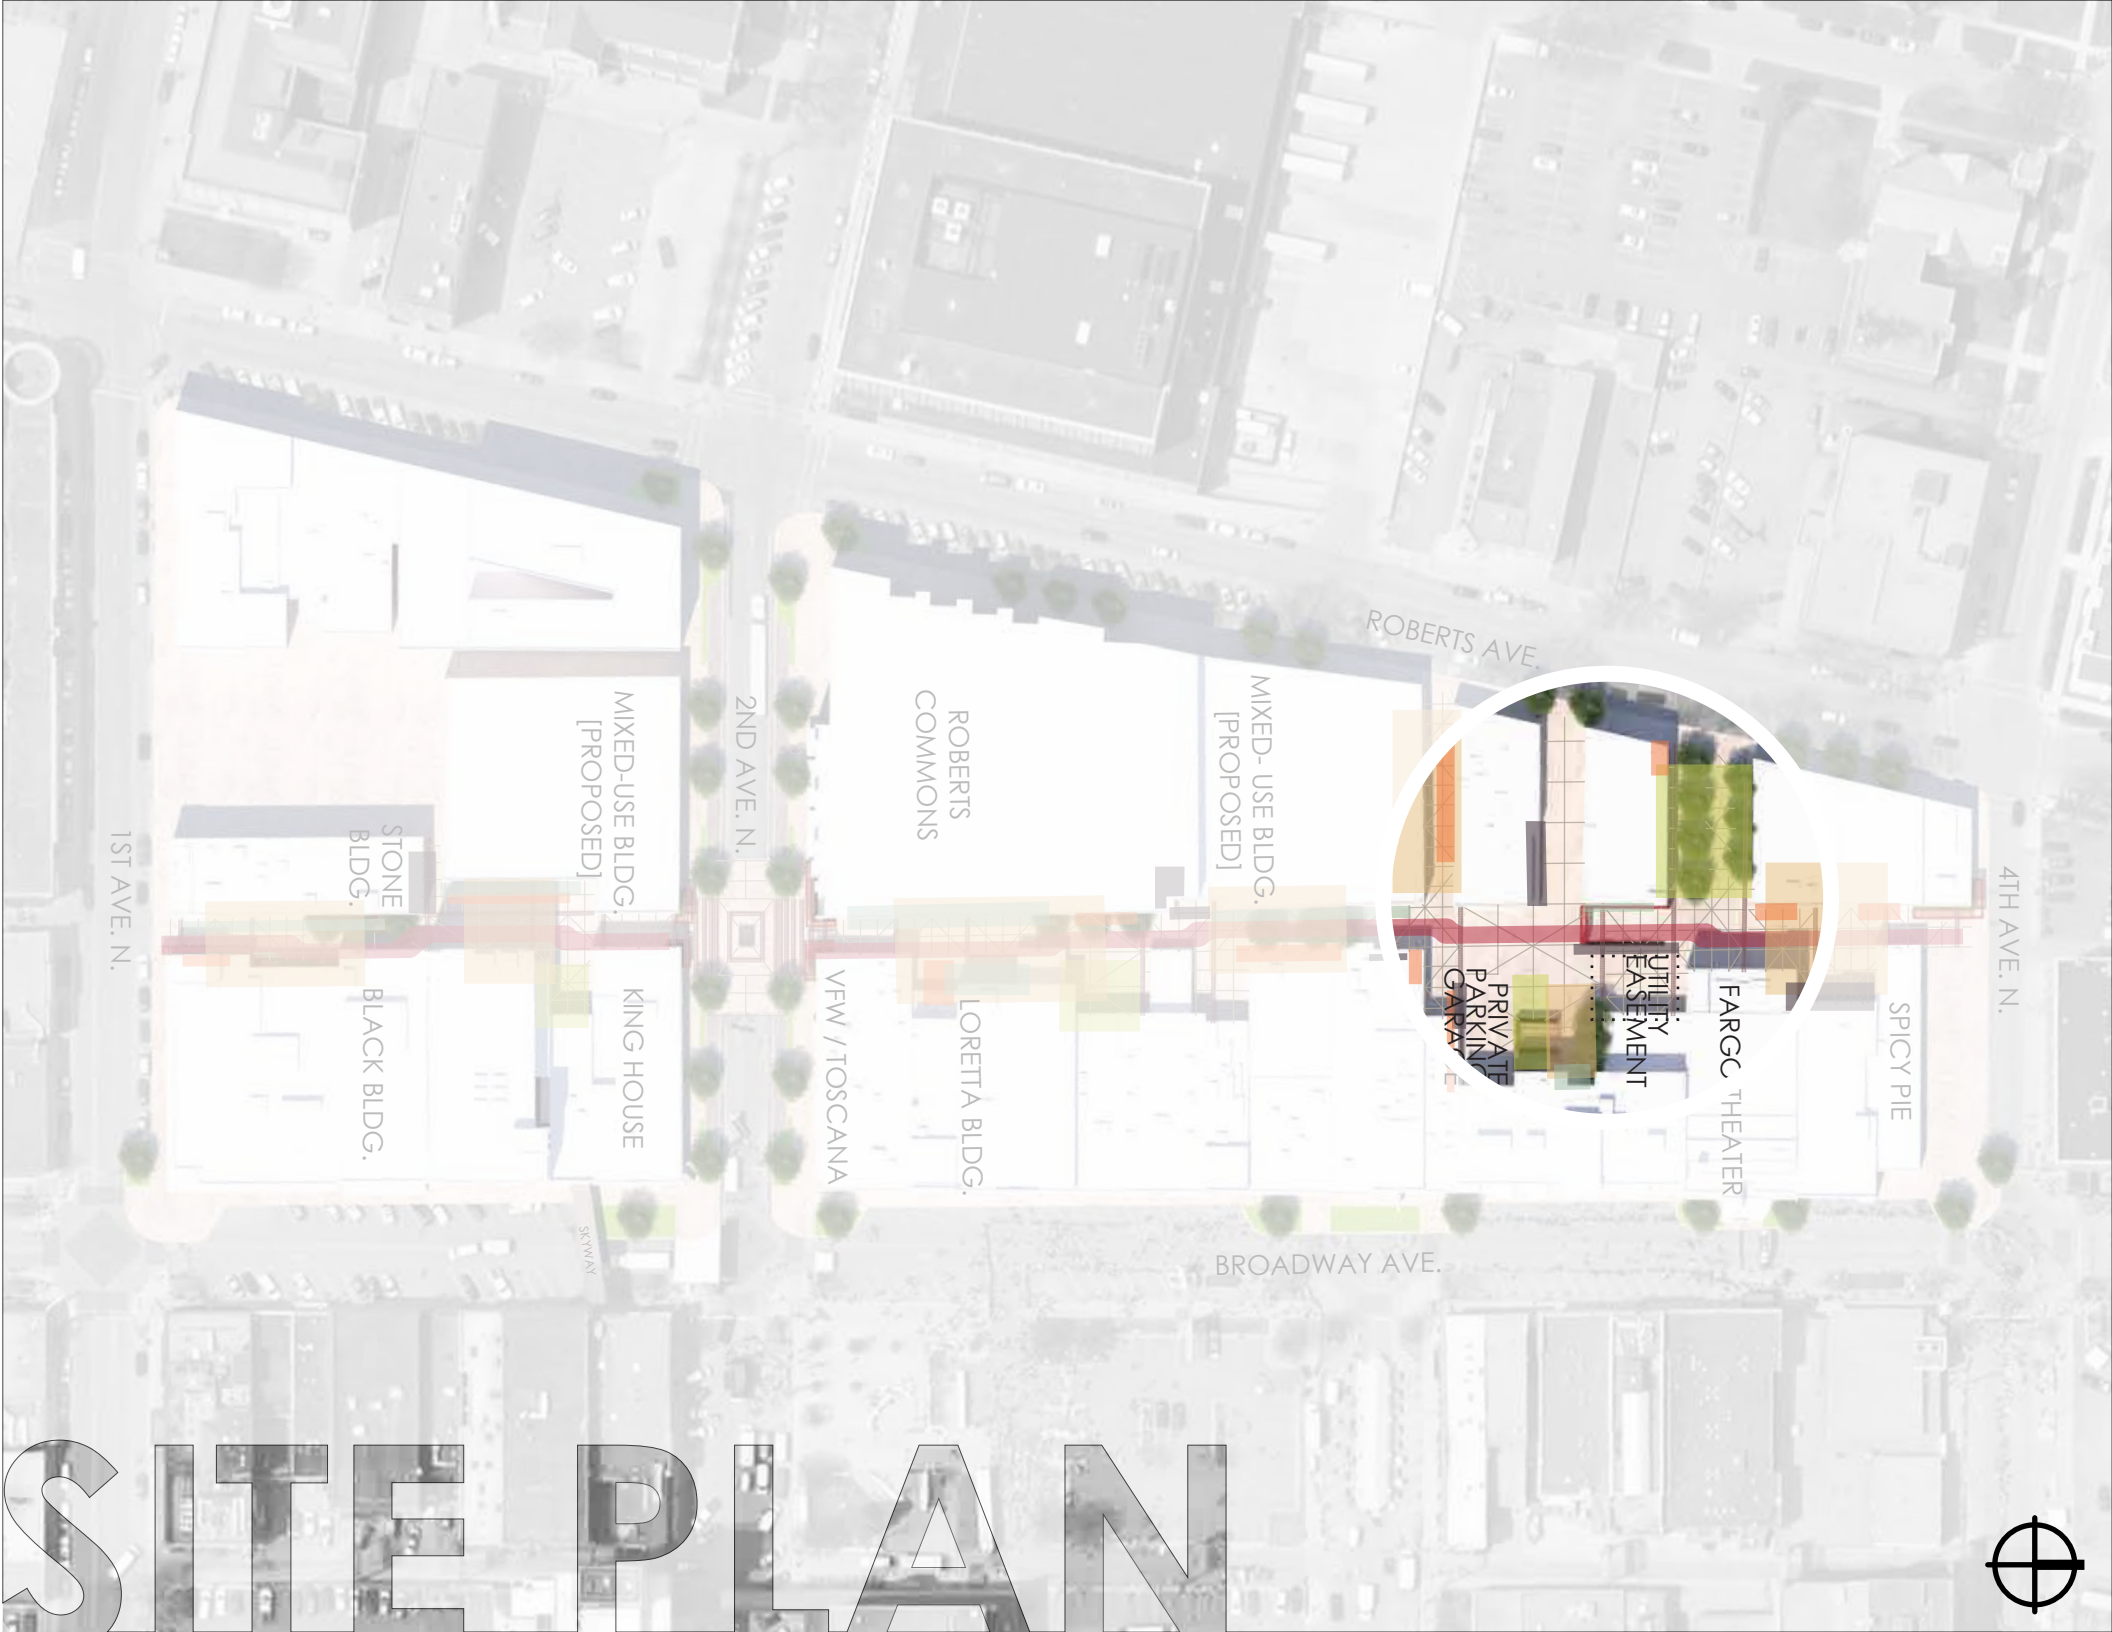 ROBERTS AVE.
MIXED-USE BLDG.
[PROPOSED]
2ND AVE. N.
ROBERTS
COMMONS
MIXED- USE BLDG.
[PROPOSED]
1ST AVE. N.
STONE
BLDG.
4TH AVE. N.
BLACK BLDG.
KING HOUSE
VFW / TOSCANA
LORETTA BLDG.
PRIVATE
PARKING
GARA
UTILITY
EASEMENT
FARGO THEATER
SPICY PIE
SKYWAY
BROADWAY AVE.
SITE PLAN